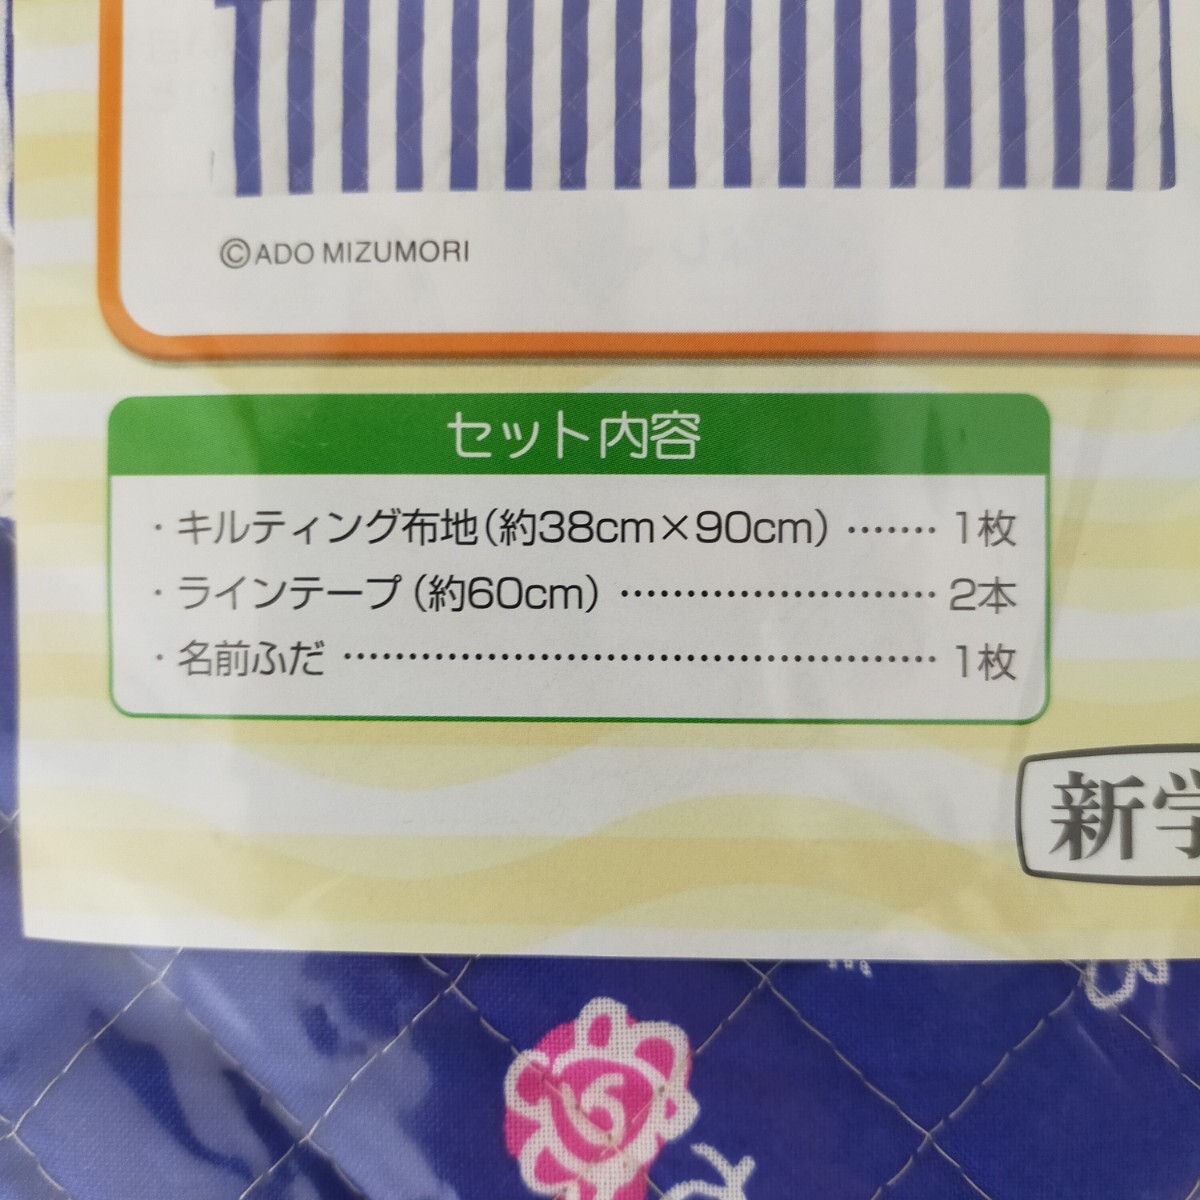 ©ADO MIZUMORI
セット内容
・キルティング布地(約38cm×90cm) ……… 1枚
・ラインテープ(約60cm) ……………………… 2本
・名前ふだ ……………………………………… 1枚
新学